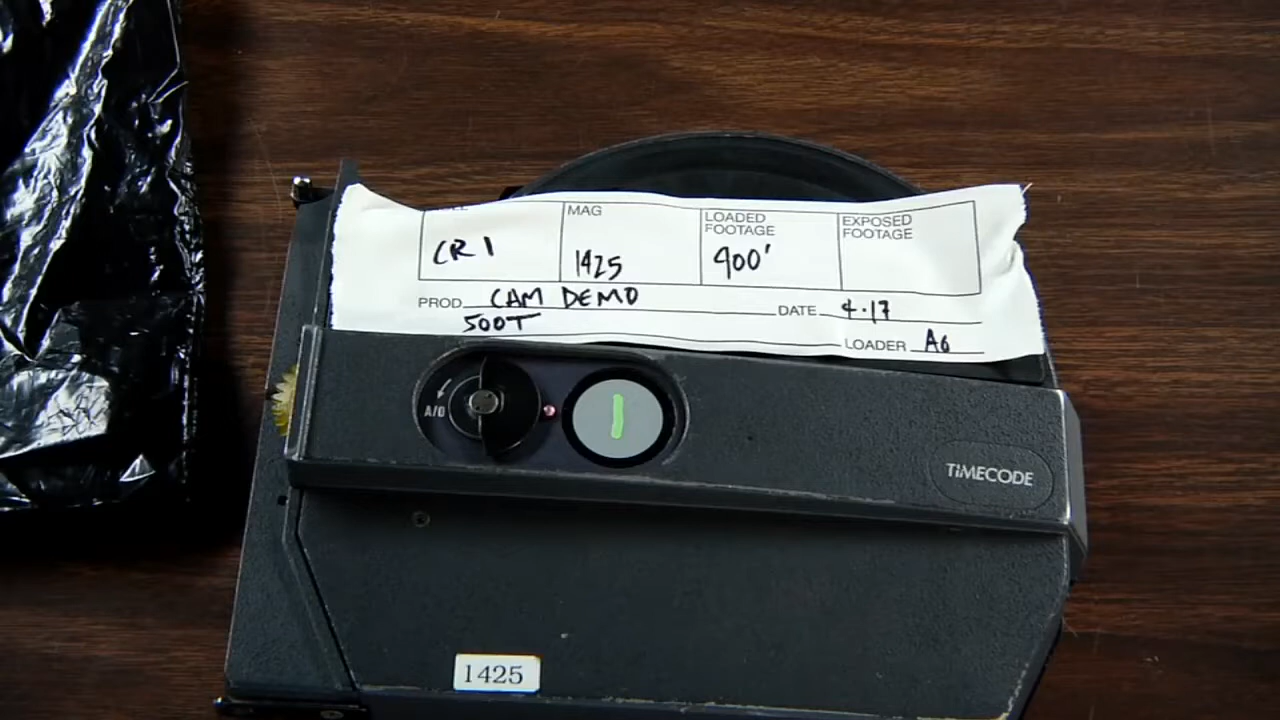 MAG
LOADED
FOOTAGE
EXPOSED
FOOTAGE
CR 1
1425
400'
PROD CAM DEMO
DATE 4.17
500T
LOADER AG
A/O
TIMECODE
1425